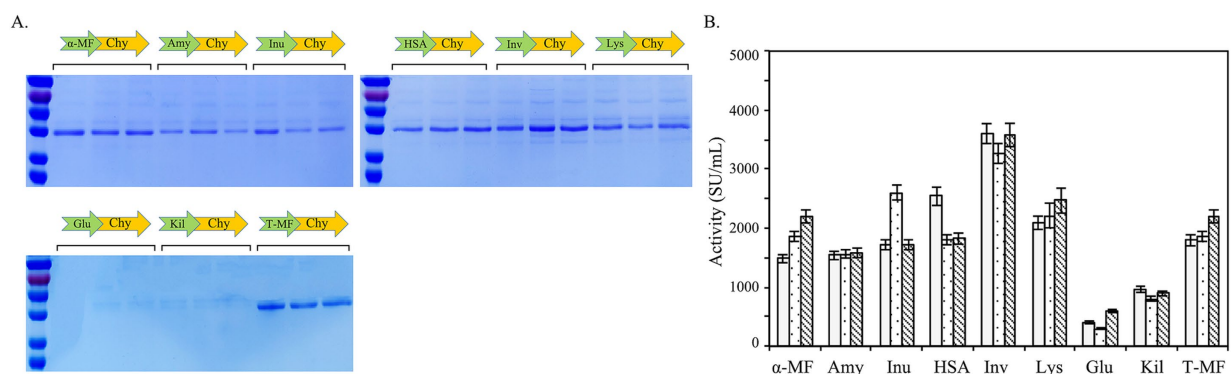 A.
α-MF Chy Amy Chy Inu Chy
HSA Chy Inv Chy Lys Chy
Glu Chy Kil Chy T-MF Chy
B.
Activity (SU/mL)
5000
4000
3000
2000
1000
0
α-MF Amy Inu HSA Inv Lys Glu Kil T-MF